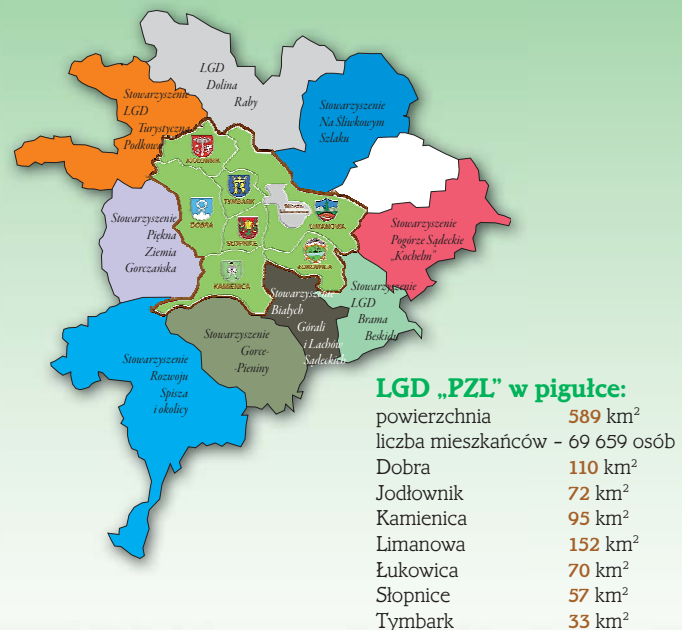 LGD
Dolina
Raby
Stowarzyszenie
LGD
Turystyczna
Podkowa
Stowarzyszenie
Na Śliwkowym
Szlaku
JODŁOWNIK
TYMBARK
DOBRA
SŁOPNICE
LIMANOWA
ŁUKOWICA
KAMIENICA
Stowarzyszenie
Pogórze Sądeckie
„Kochelm”
Stowarzyszenie
Piękna
Ziemia
Gorczańska
Stowarzyszenie
Białych
Górali
i Lachów
Sądeckich
Stowarzyszenie
LGD
Brama
Beskidu
Stowarzyszenie
Gorce-
-Pieniny
Stowarzyszenie
Rozwoju
Spisza
i okolicy
LGD „PZL” w pigułce:
powierzchnia 589 km²
liczba mieszkańców – 69 659 osób
Dobra 110 km²
Jodłownik 72 km²
Kamienica 95 km²
Limanowa 152 km²
Łukowica 70 km²
Słopnice 57 km²
Tymbark 33 km²